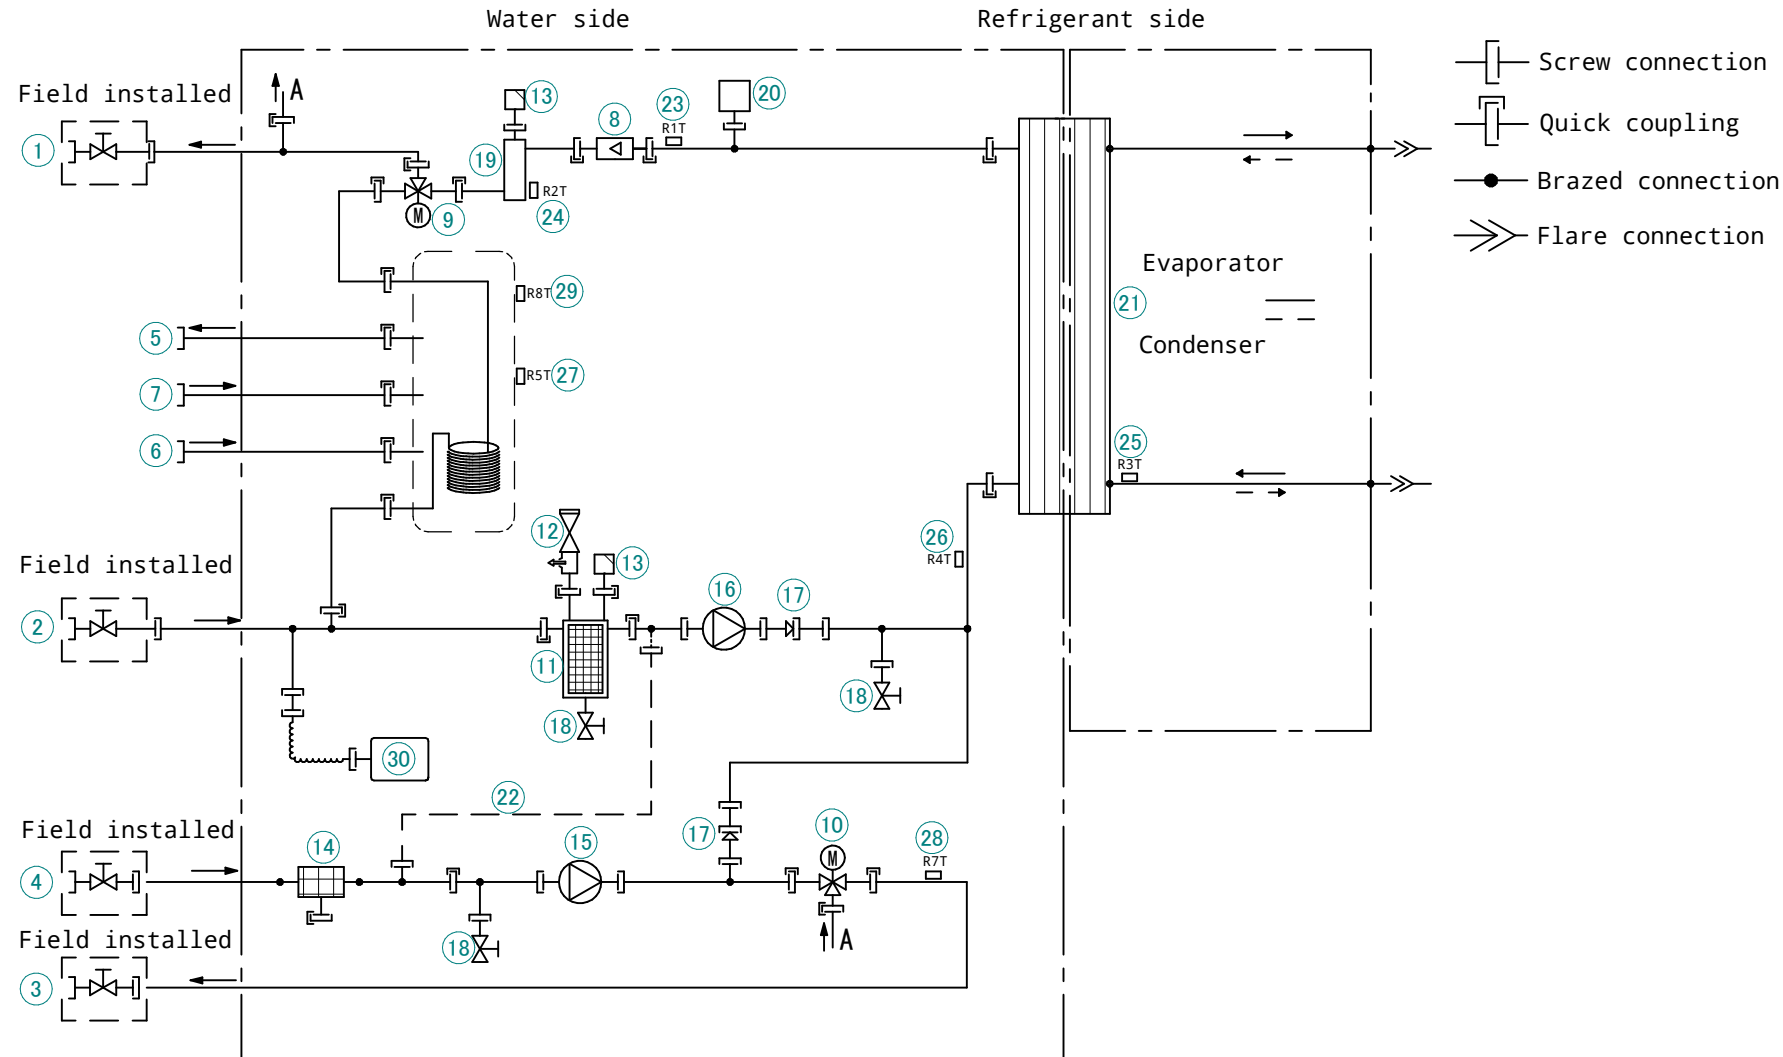 Water side
Refrigerant side
Screw connection
Quick coupling
Brazed connection
Flare connection
Field installed
A
1
13
8
23
R1T
20
19
R2T
24
M
9
R8T
29
5
R5T
27
7
6
Evaporator
21
Condenser
25
R3T
12
13
26
R4T
Field installed
2
16
17
11
18
18
30
22
Field installed
4
14
15
17
10
M
28
R7T
18
A
Field installed
3